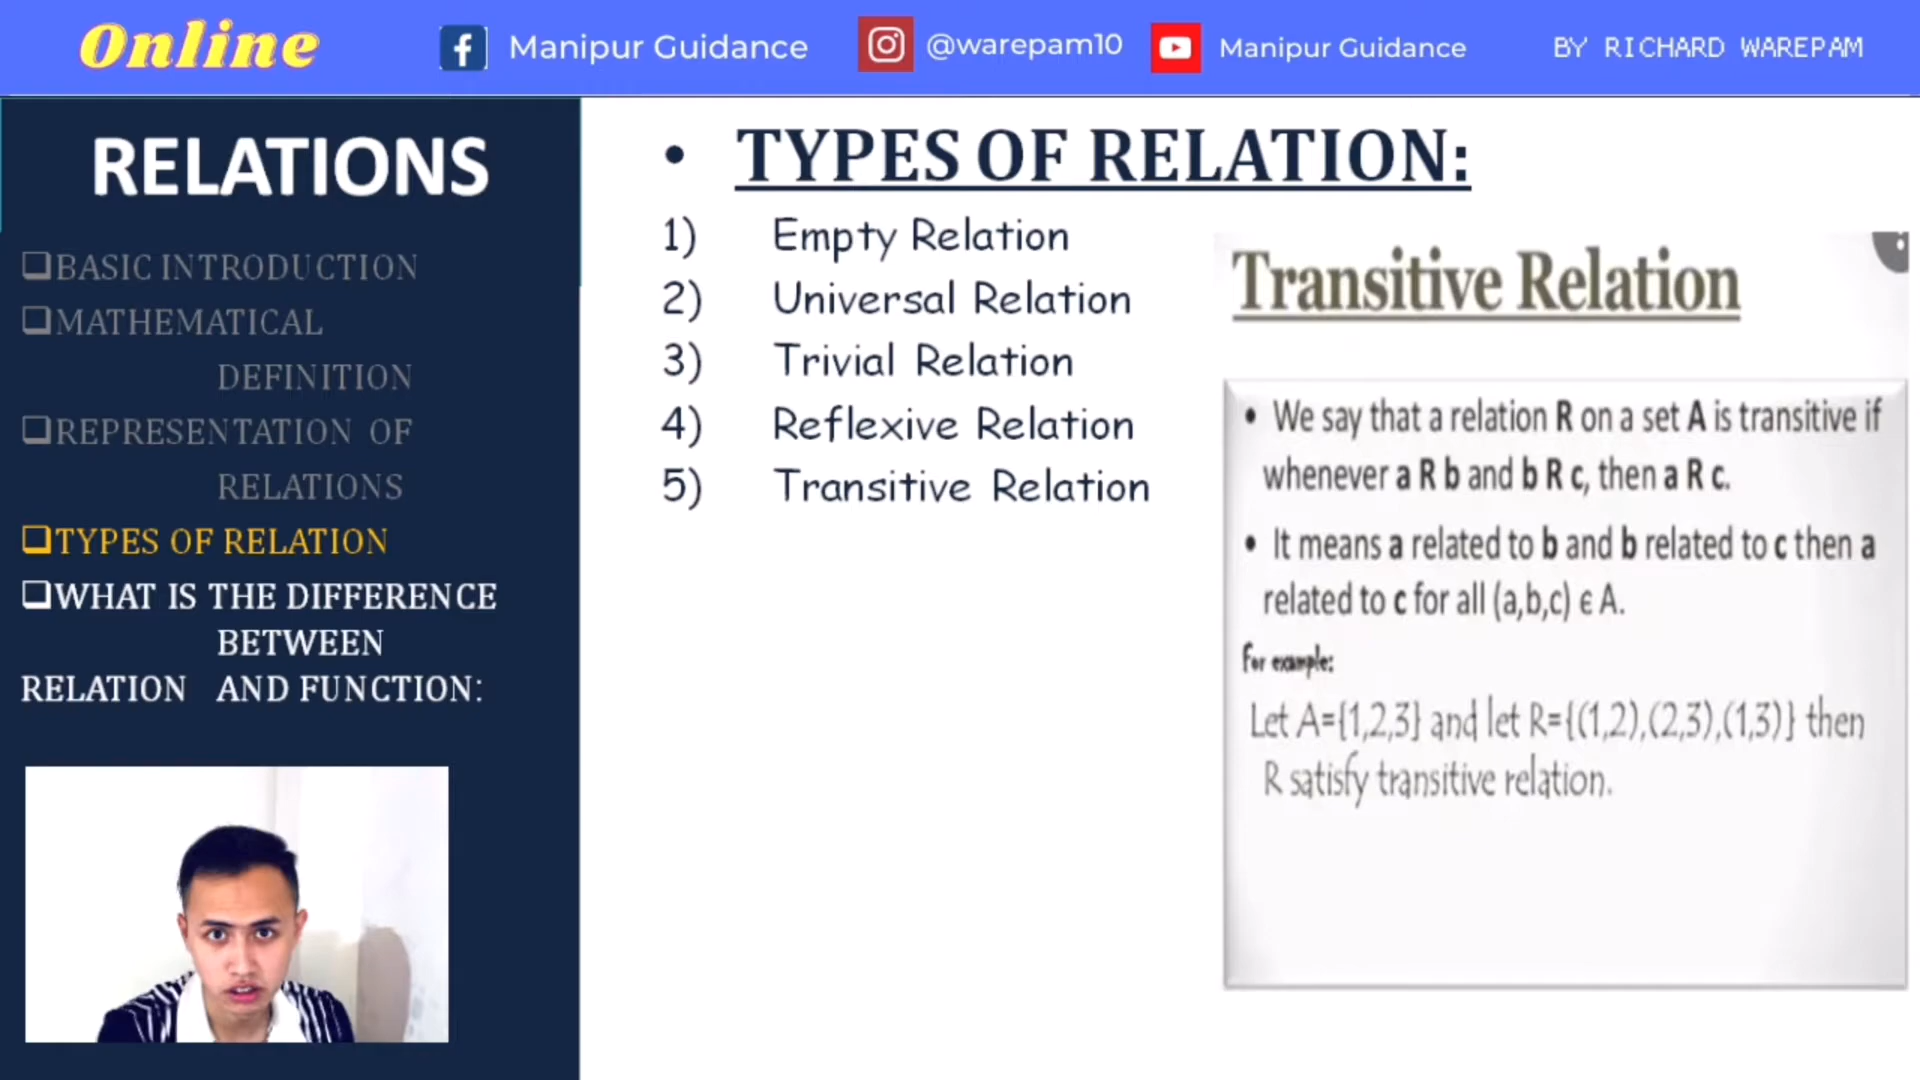 Online
Manipur Guidance
@warepam10
Manipur Guidance
BY RICHARD WAREPAM
RELATIONS
BASIC INTRODUCTION
MATHEMATICAL
DEFINITION
REPRESENTATION OF
RELATIONS
TYPES OF RELATION
WHAT IS THE DIFFERENCE
BETWEEN
RELATION AND FUNCTION:
• TYPES OF RELATION:
1) Empty Relation
2) Universal Relation
3) Trivial Relation
4) Reflexive Relation
5) Transitive Relation
Transitive Relation
• We say that a relation R on a set A is transitive if
whenever a R b and b R c, then a R c.
• It means a related to b and b related to c then a
related to c for all (a,b,c) ϵ A.
For example:
Let A={1,2,3} and let R={(1,2),(2,3),(1,3)} then
R satisfy transitive relation.